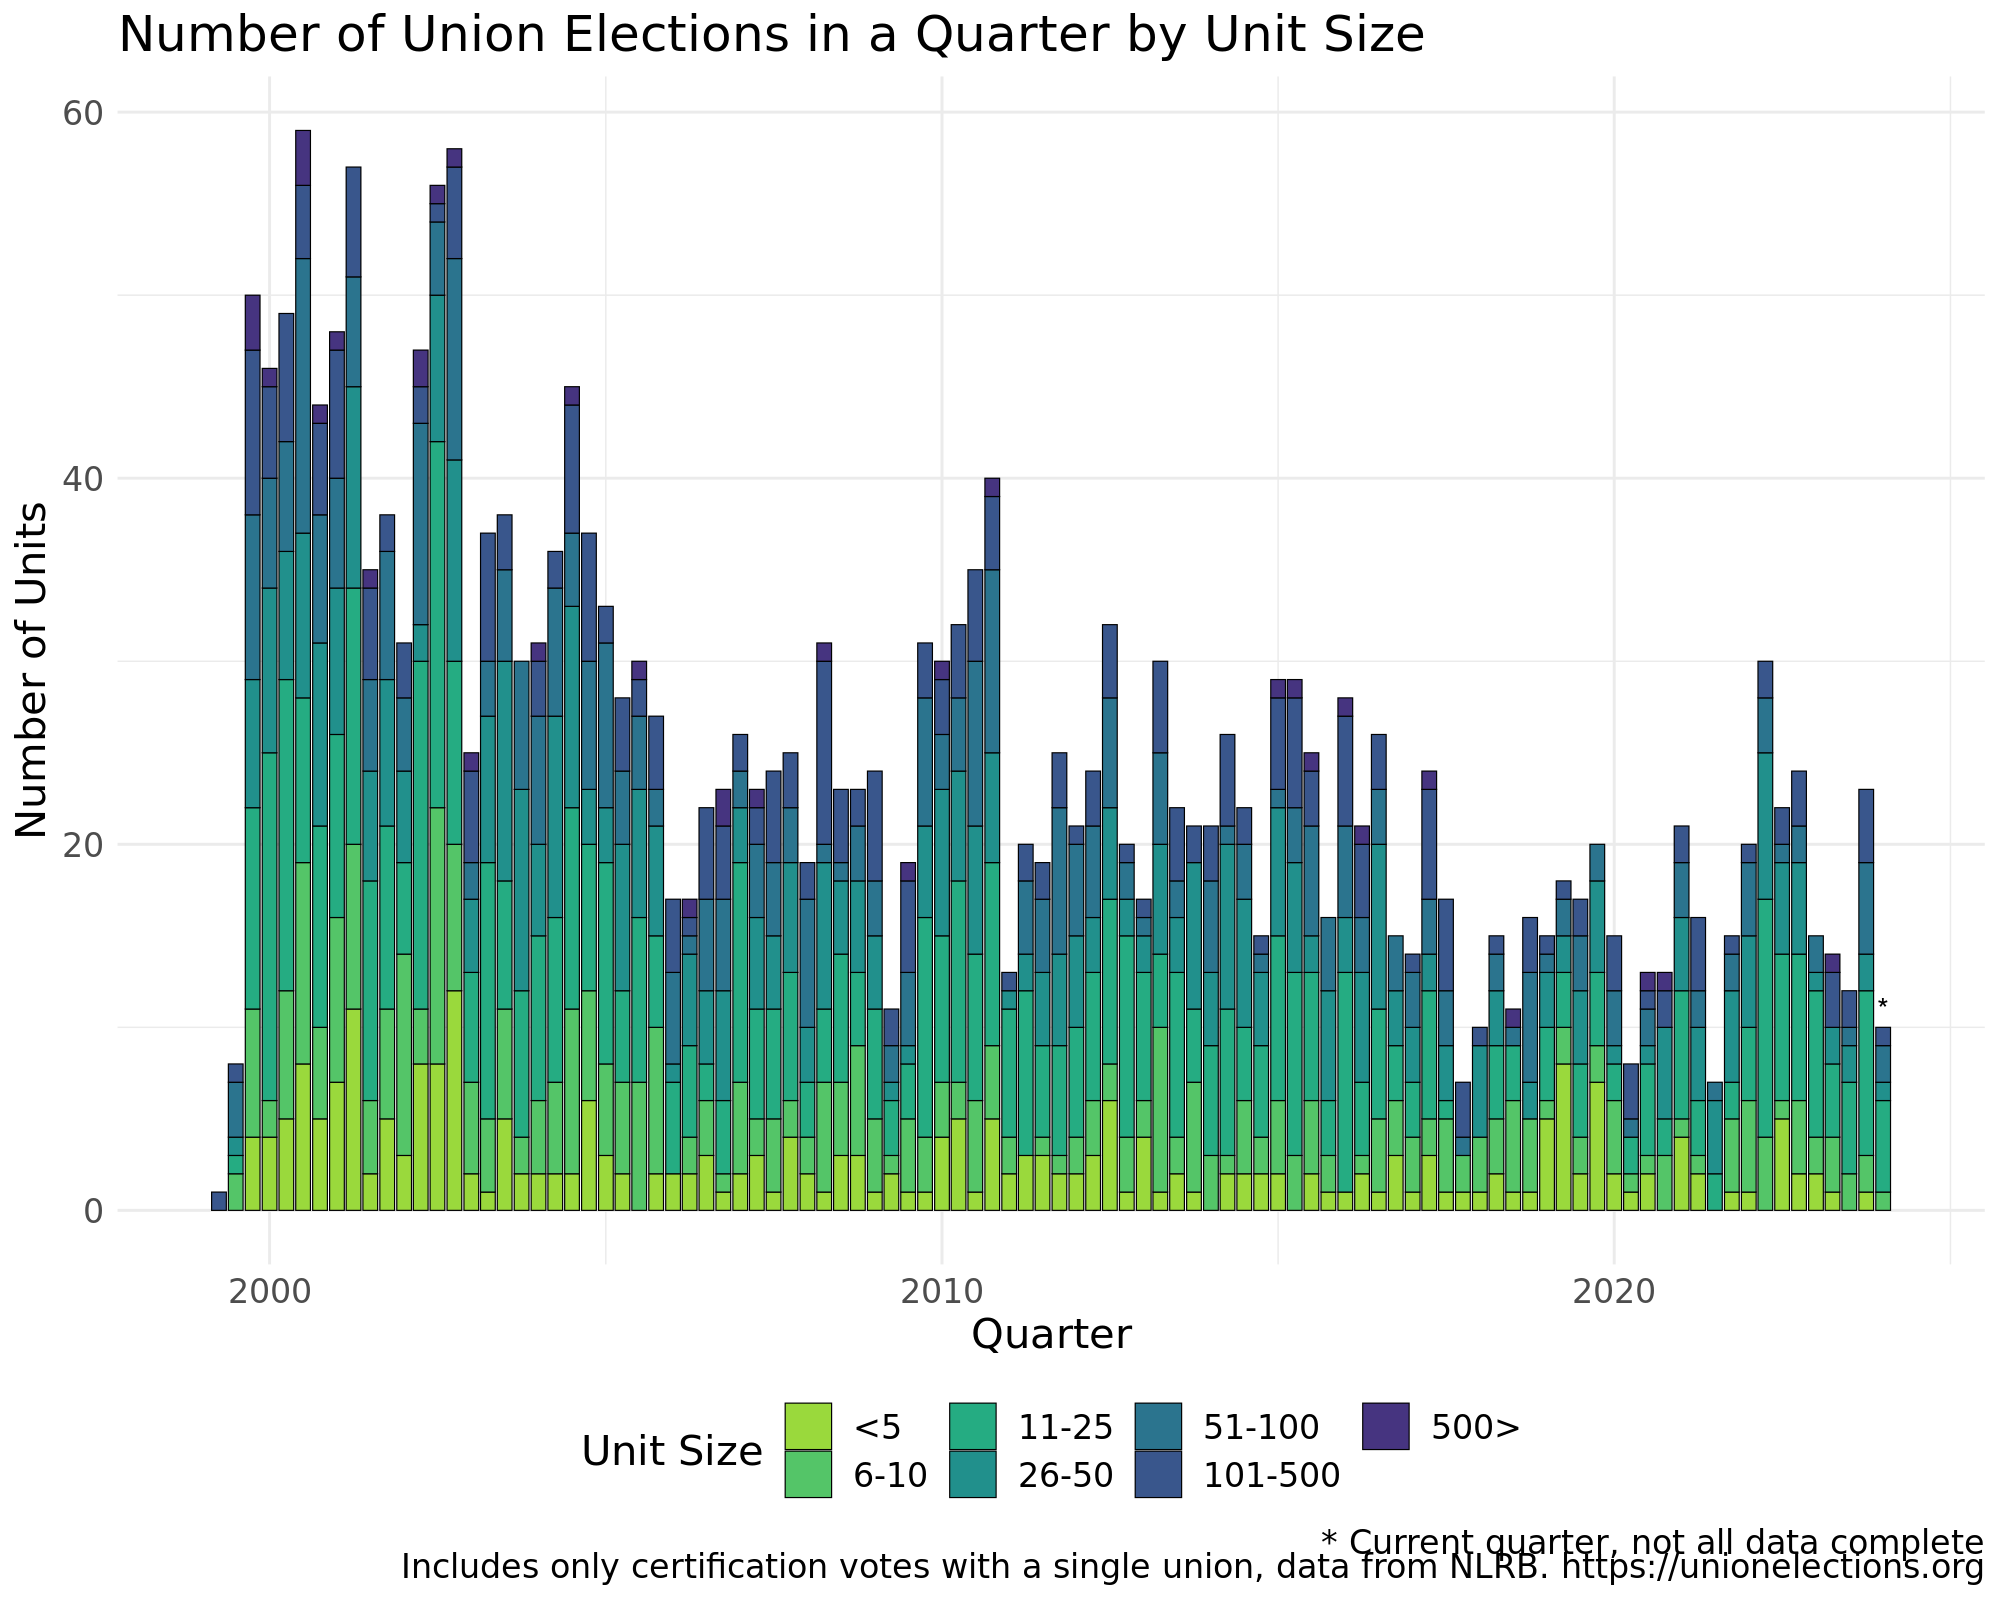 Number of Union Elections in a Quarter by Unit Size
Number of Units
60
40
20
0
*
2000 2010 2020
Quarter
Unit Size
<5 11-25 51-100 500>
6-10 26-50 101-500
* Current quarter, not all data complete
Includes only certification votes with a single union, data from NLRB. https://unionelections.org